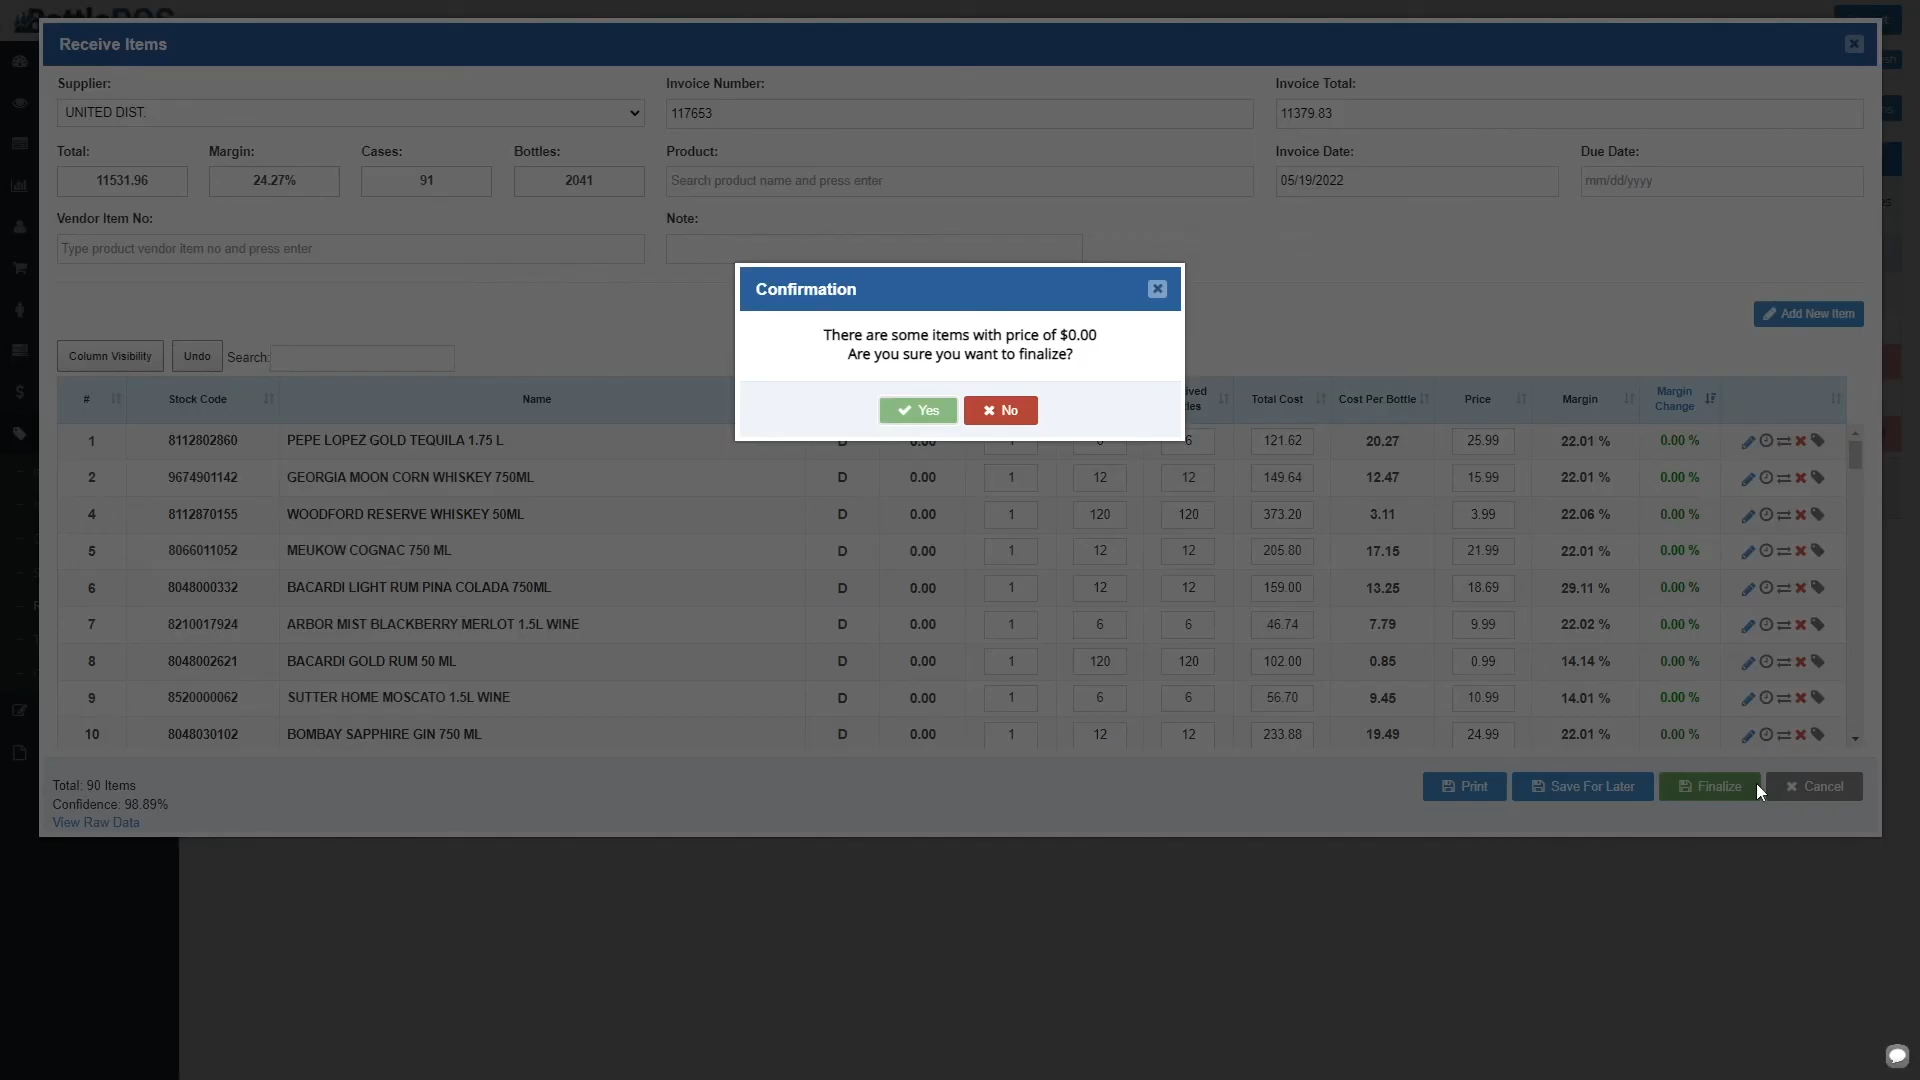 Receive Items
Supplier: Invoice Number: Invoice Total:
UNITED DIST. 117653 11379.83
Total: Margin: Cases: Bottles: Product: Invoice Date: Due Date:
11531.96 24.27% 91 2041 Search product name and press enter 05/19/2022 mm/dd/yyyy
Vendor Item No: Note:
Type product vendor item no and press enter
Confirmation
There are some items with price of $0.00
Are you sure you want to finalize?
Yes No
Add New Item
Column Visibility Undo Search:
# Stock Code Name Total Cost Cost Per Bottle Price Margin Margin Change
1 8112802860 PEPE LOPEZ GOLD TEQUILA 1.75 L D 0.00 1 6 6 121.62 20.27 25.99 22.01 % 0.00 %
2 9674901142 GEORGIA MOON CORN WHISKEY 750ML D 0.00 1 12 12 149.64 12.47 15.99 22.01 % 0.00 %
4 8112870155 WOODFORD RESERVE WHISKEY 50ML D 0.00 1 120 120 373.20 3.11 3.99 22.06 % 0.00 %
5 8066011052 MEUKOW COGNAC 750 ML D 0.00 1 12 12 205.80 17.15 21.99 22.01 % 0.00 %
6 8048000332 BACARDI LIGHT RUM PINA COLADA 750ML D 0.00 1 12 12 159.00 13.25 18.69 29.11 % 0.00 %
7 8210017924 ARBOR MIST BLACKBERRY MERLOT 1.5L WINE D 0.00 1 6 6 46.74 7.79 9.99 22.02 % 0.00 %
8 8048002621 BACARDI GOLD RUM 50 ML D 0.00 1 120 120 102.00 0.85 0.99 14.14 % 0.00 %
9 8520000062 SUTTER HOME MOSCATO 1.5L WINE D 0.00 1 6 6 56.70 9.45 10.99 14.01 % 0.00 %
10 8048030102 BOMBAY SAPPHIRE GIN 750 ML D 0.00 1 12 12 233.88 19.49 24.99 22.01 % 0.00 %
Total: 90 Items
Confidence: 98.89%
View Raw Data
Print Save For Later Finalize Cancel